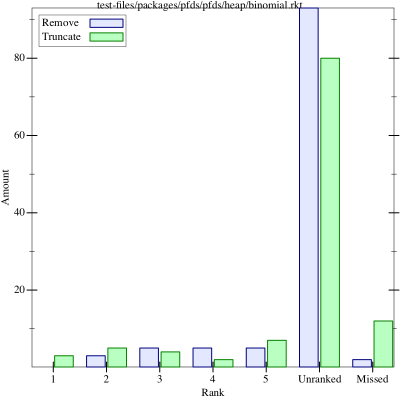 test-files/packages/pfds/pfds/heap/binomial.rkt
Remove
Truncate
80
60
40
20
Amount
1 2 3 4 5 Unranked Missed
Rank